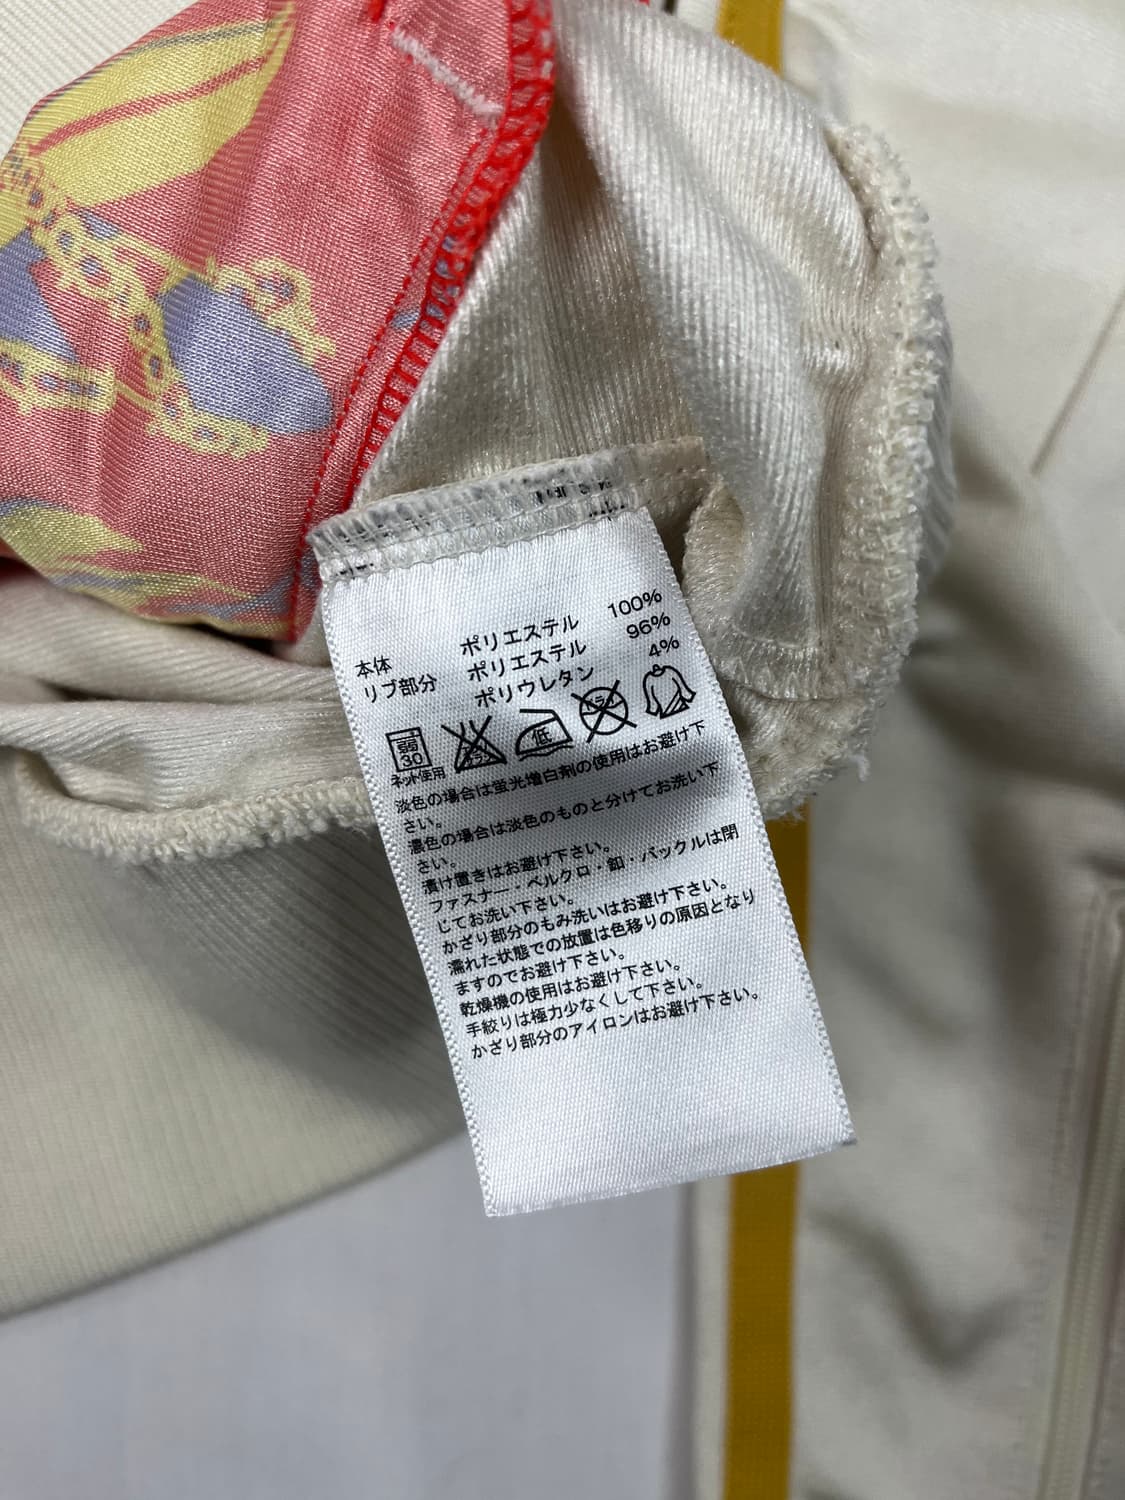 本体 ポリエステル 100%
リブ部分 ポリエステル 96%
ポリウレタン 4%
弱
30
ネット使用
低
ドライ
淡色の場合は蛍光増白剤の使用はお避け下
さい。
濃色の場合は淡色のものと分けてお洗い下
さい。
漬け置きはお避け下さい。
ファスナー・ベルクロ・釦・バックルは閉
じてお洗い下さい。
かざり部分のもみ洗いはお避け下さい。
濡れた状態での放置は色移りの原因となり
ますのでお避け下さい。
乾燥機の使用はお避け下さい。
手絞りは極力少なくして下さい。
かざり部分のアイロンはお避け下さい。